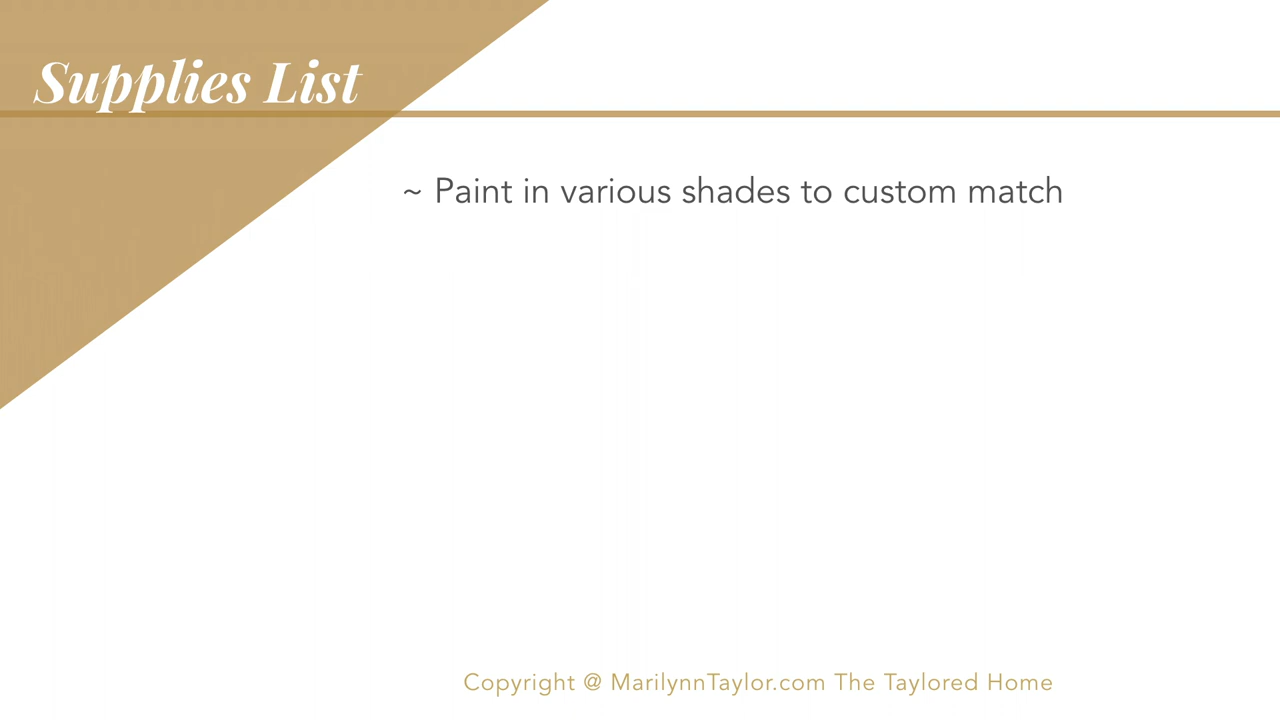 Supplies List
~ Paint in various shades to custom match
Copyright @ MarilynnTaylor.com The Taylored Home